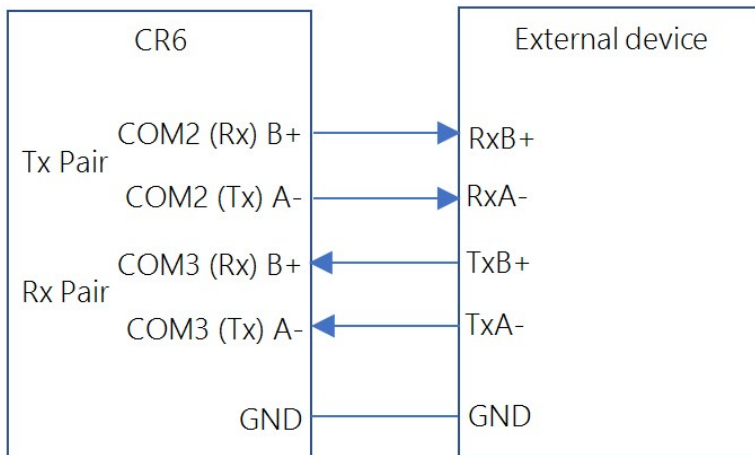 CR6
External device
Tx Pair
COM2 (Rx) B+
RxB+
COM2 (Tx) A-
RxA-
Rx Pair
COM3 (Rx) B+
TxB+
COM3 (Tx) A-
TxA-
GND
GND